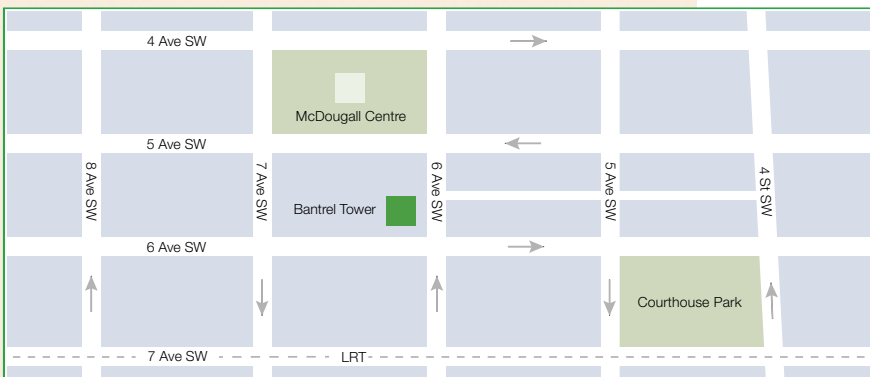 4 Ave SW
McDougall Centre
5 Ave SW
8 Ave SW
7 Ave SW
6 Ave SW
5 Ave SW
4 St SW
Bantrel Tower
6 Ave SW
Courthouse Park
7 Ave SW
LRT